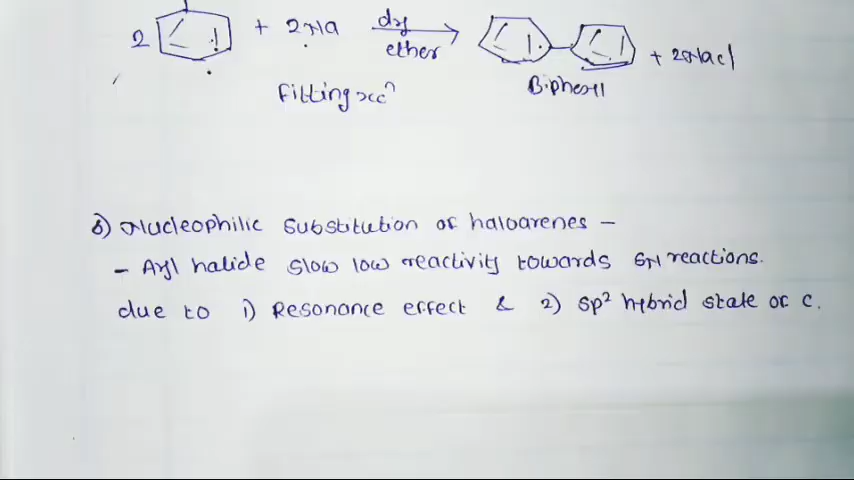 2 + 2Na dry ether + 2NaCl
Fitting rxn Biphenyl
8) Nucleophilic substitution of haloarenes –
– Aryl halide slow low reactivity towards SN reactions.
due to 1) Resonance effect & 2) Sp² hybrid state of C.